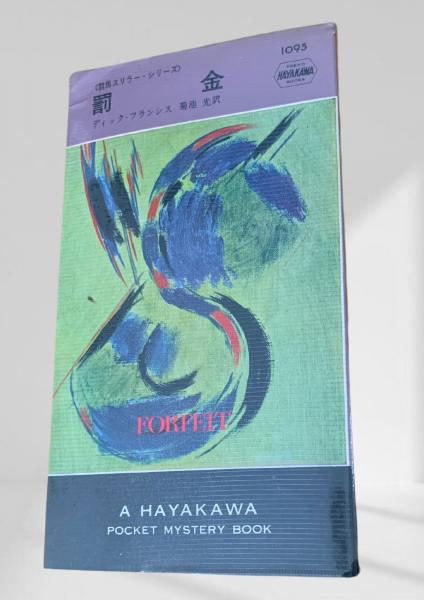 1095
〈競馬スリラー・シリーズ〉
罰 金
ディック・フランシス 菊池 光訳
TOKYO
HAYAKAWA
BOOKS
FORFEIT
A HAYAKAWA
POCKET MYSTERY BOOK